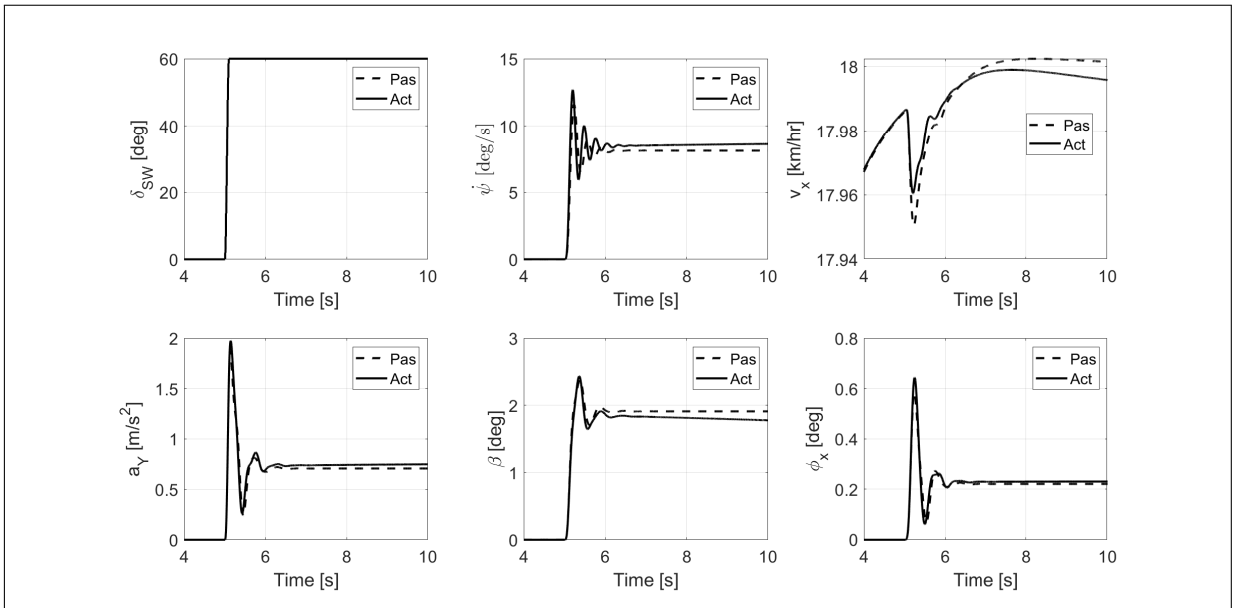 δSW [deg]
60
40
20
0
4 6 8 10
Time [s]
Pas
Act
ψ̇ [deg/s]
15
10
5
0
4 6 8 10
Time [s]
Pas
Act
vx [km/hr]
18
17.98
17.96
17.94
4 6 8 10
Time [s]
Pas
Act
aY [m/s2]
2
1.5
1
0.5
0
4 6 8 10
Time [s]
Pas
Act
β [deg]
3
2
1
0
4 6 8 10
Time [s]
Pas
Act
ϕx [deg]
0.8
0.6
0.4
0.2
0
4 6 8 10
Time [s]
Pas
Act